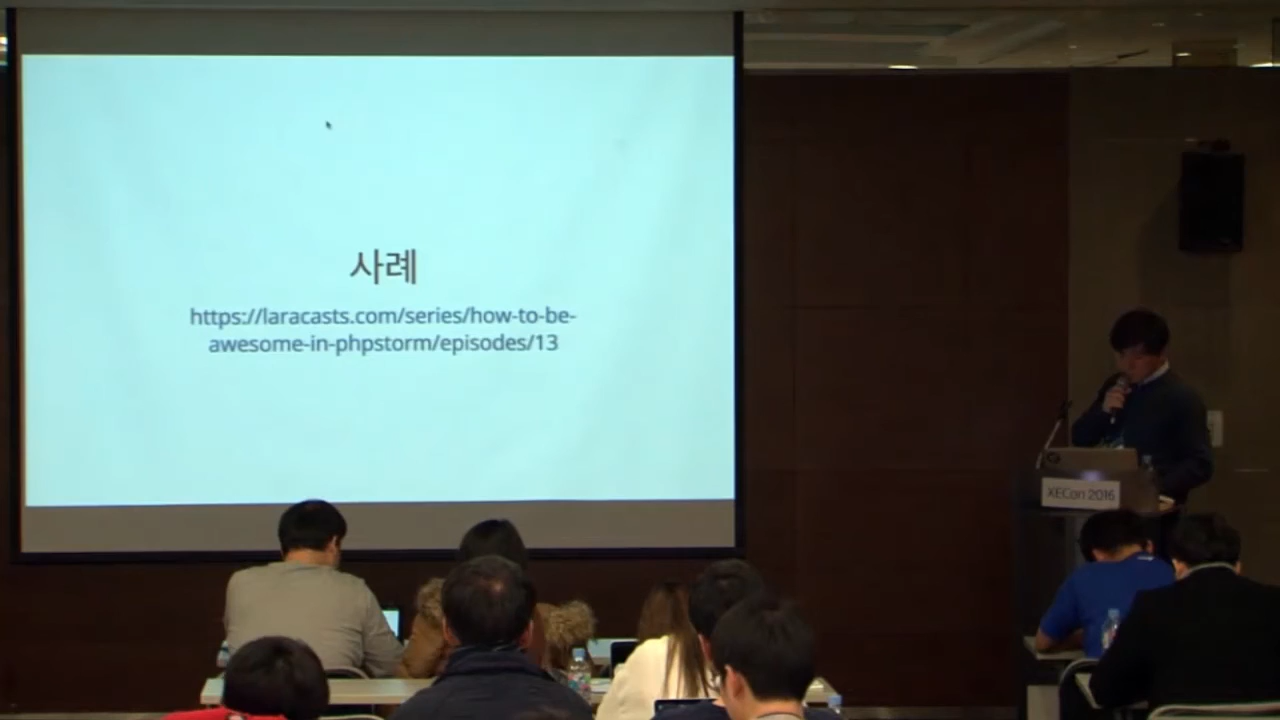 사례
https://laracasts.com/series/how-to-be-
awesome-in-phpstorm/episodes/13
XECon 2016